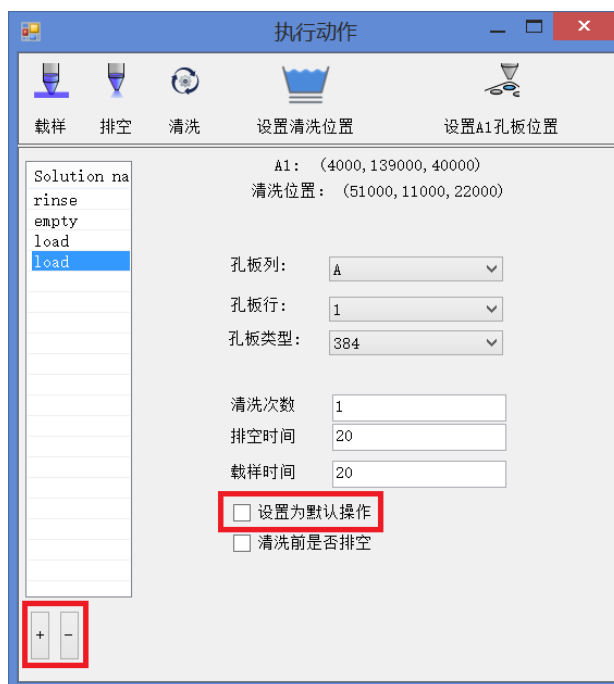 执行动作
载样 排空 清洗 设置清洗位置 设置A1孔板位置
Solution na
rinse
empty
load
load
A1: (4000,139000,40000)
清洗位置: (51000,11000,22000)
孔板列: A
孔板行: 1
孔板类型: 384
清洗次数 1
排空时间 20
载样时间 20
设置为默认操作
清洗前是否排空
+ -